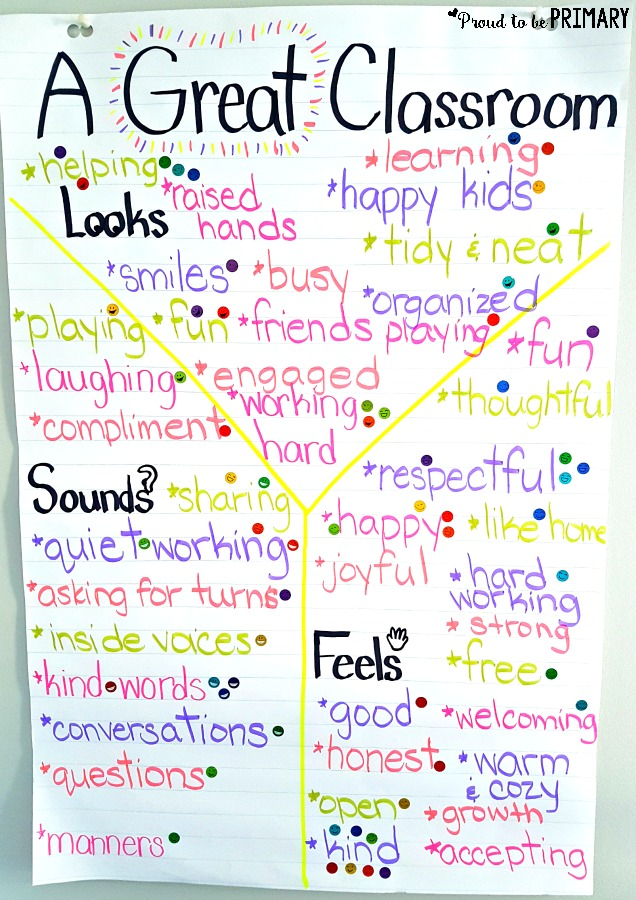 Proud to be PRIMARY
A Great Classroom
*helping
*learning
Looks
*raised
hands
*happy kids
*tidy & neat
*smiles
*busy
*organized
*playing
*fun
*friends playing
*engaged
*working
hard
Sounds
*laughing
*compliment
*sharing
*quiet working
*asking for turns
*inside voices
*kind words
*conversations
*questions
*manners
Feels
*fun
*thoughtful
*respectful
*happy
*like home
*joyful
*hard
working
*strong
*free
*good
*welcoming
*honest
*warm
& cozy
*open
*growth
*kind
*accepting